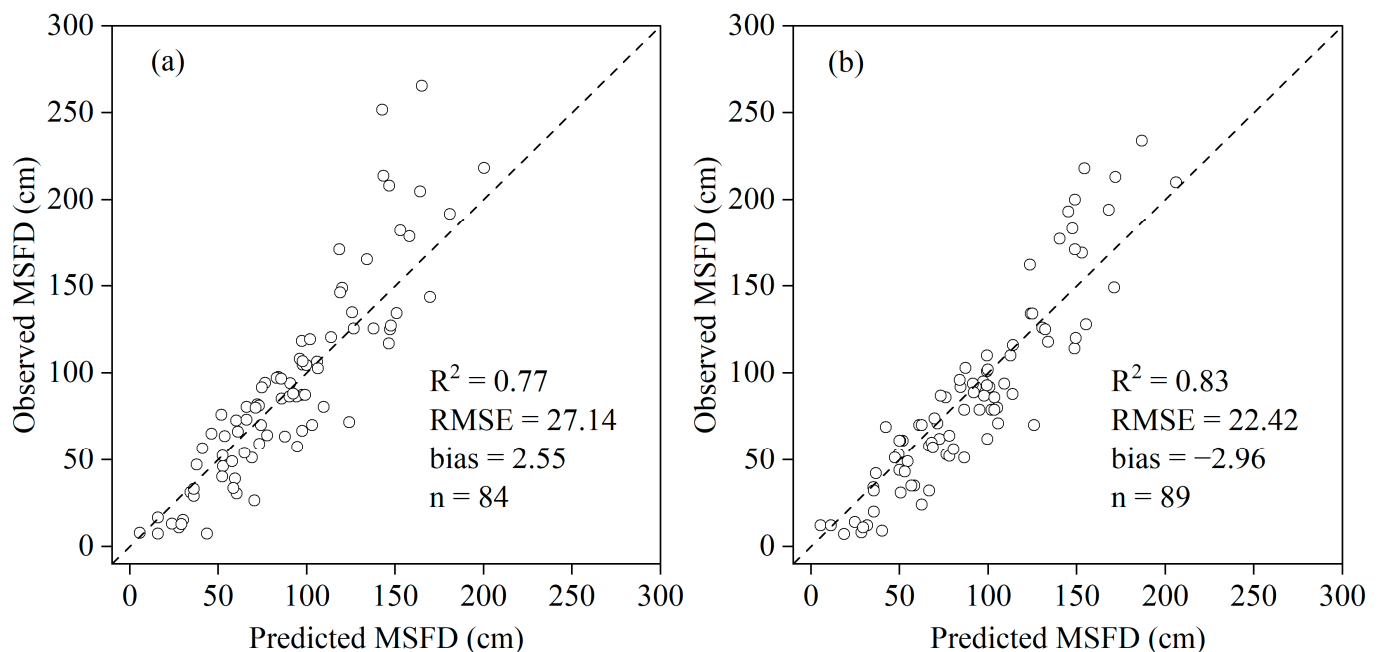 (a)
Observed MSFD (cm)
300
250
200
150
100
50
0
R² = 0.77
RMSE = 27.14
bias = 2.55
n = 84
0 50 100 150 200 250 300
Predicted MSFD (cm)
(b)
Observed MSFD (cm)
300
250
200
150
100
50
0
R² = 0.83
RMSE = 22.42
bias = −2.96
n = 89
0 50 100 150 200 250 300
Predicted MSFD (cm)